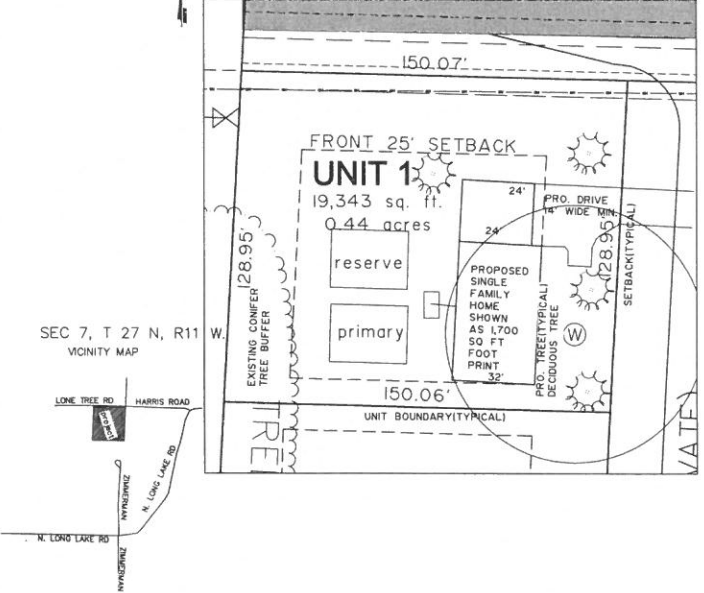 150.07'
FRONT 25' SETBACK
UNIT 1
19,343 sq. ft.
0.44 acres
24'
PRO. DRIVE
14' WIDE MIN.
24'
128.95'
128.95'
SETBACK(TYPICAL)
reserve
primary
PROPOSED
SINGLE
FAMILY
HOME
SHOWN
AS 1,700
SQ FT
FOOT
PRINT
32'
EXISTING CONIFER
TREE BUFFER
PRO. TREE(TYPICAL)
DECIDUOUS TREE
W
150.06'
UNIT BOUNDARY(TYPICAL)
SEC 7, T 27 N, R11 W.
VICINITY MAP
LONE TREE RD
HARRIS ROAD
project
N. LONG LAKE RD
ZIMMERMAN
N. LONG LAKE RD
ZIMMERMAN